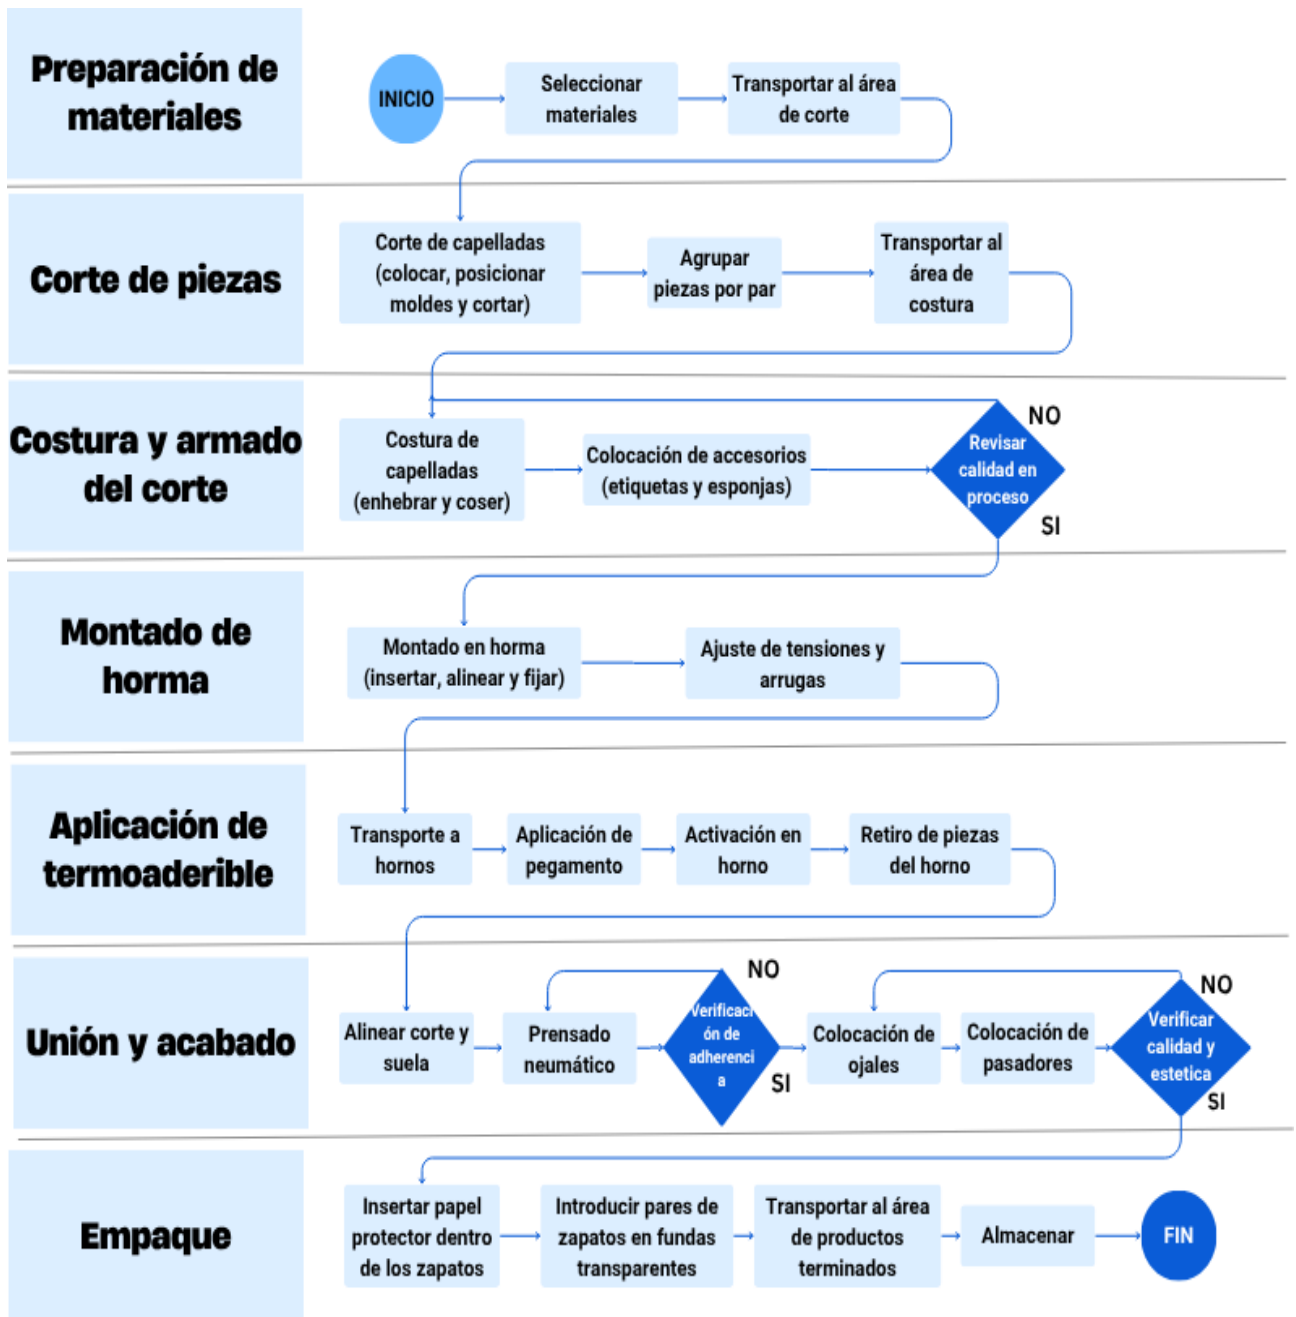 Preparación de
materiales
INICIO
Seleccionar
materiales
Transportar al área
de corte
Corte de piezas
Corte de capelladas
(colocar, posicionar
moldes y cortar)
Agrupar
piezas por par
Transportar al
área de
costura
Costura y armado
del corte
Costura de
capelladas
(enhebrar y coser)
Colocación de accesorios
(etiquetas y esponjas)
Revisar
calidad en
proceso
NO
SI
Montado de
horma
Montado en horma
(insertar, alinear y fijar)
Ajuste de tensiones y
arrugas
Aplicación de
termoaderible
Transporte a
hornos
Aplicación de
pegamento
Activación en
horno
Retiro de piezas
del horno
Unión y acabado
Alinear corte y
suela
Prensado
neumático
Verificaci
ón de
adherenci
a
NO
SI
Colocación de
ojales
Colocación de
pasadores
Verificar
calidad y
estetica
NO
SI
Empaque
Insertar papel
protector dentro
de los zapatos
Introducir pares de
zapatos en fundas
transparentes
Transportar al área
de productos
terminados
Almacenar
FIN